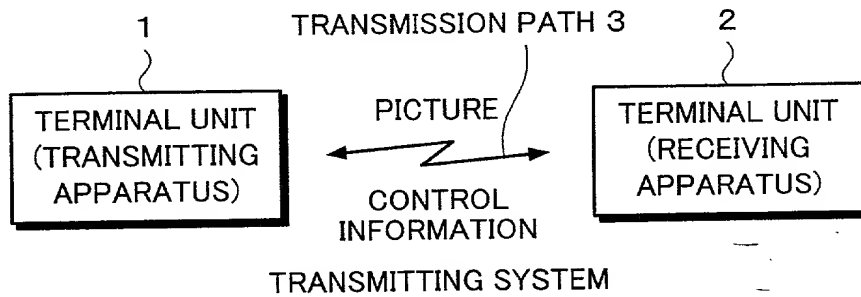 1
TRANSMISSION PATH 3
2
TERMINAL UNIT
(TRANSMITTING
APPARATUS)
PICTURE
CONTROL
INFORMATION
TERMINAL UNIT
(RECEIVING
APPARATUS)
TRANSMITTING SYSTEM